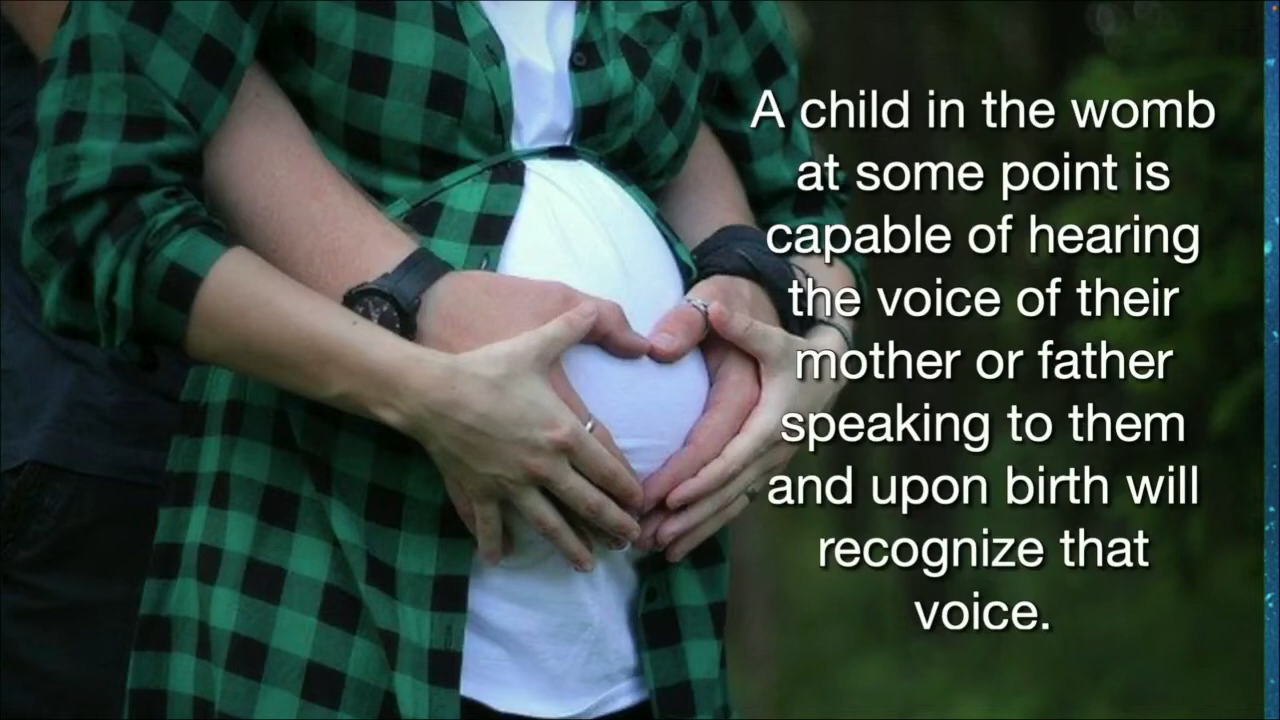 A child in the womb
at some point is
capable of hearing
the voice of their
mother or father
speaking to them
and upon birth will
recognize that
voice.